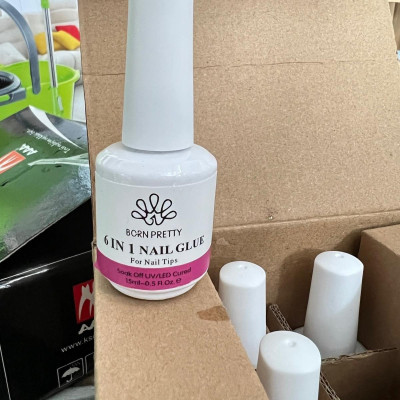 BORN PRETTY
6 IN 1 NAIL GLUE
For Nail Tips
Soak Off UV/LED Cured
15ml-0.5 Fl.Oz. ℮